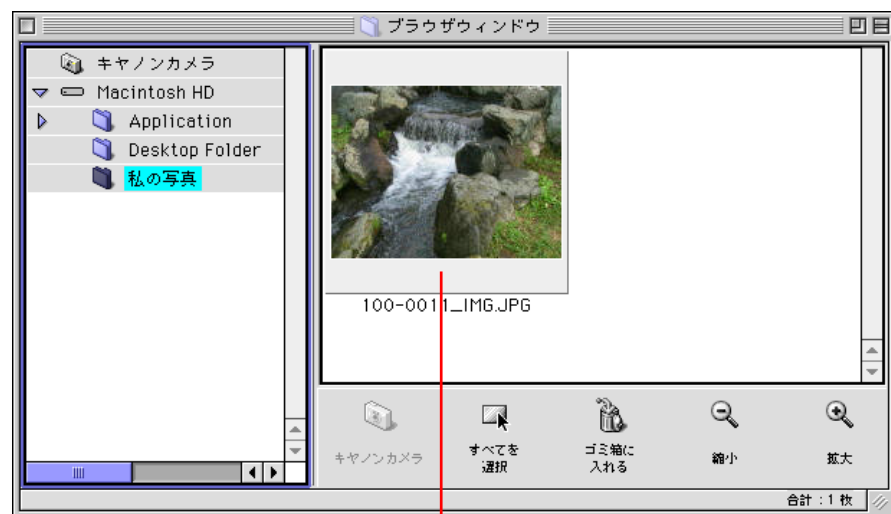 ブラウザウィンドウ
キヤノンカメラ
Macintosh HD
Application
Desktop Folder
私の写真
100-0011_IMG.JPG
キヤノンカメラ
すべてを
選択
ゴミ箱に
入れる
縮小
拡大
合計：1 枚